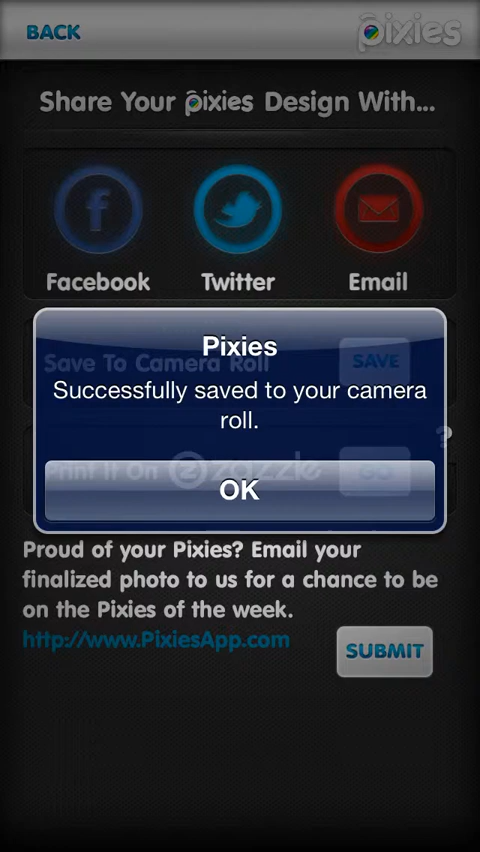 BACK
pixies
Share Your pixies Design With...
Facebook
Twitter
Email
Pixies
Save To Camera Roll
SAVE
Successfully saved to your camera
roll.
?
Print It On zazzle
GO
OK
Proud of your Pixies? Email your
finalized photo to us for a chance to be
on the Pixies of the week.
http://www.PixiesApp.com
SUBMIT